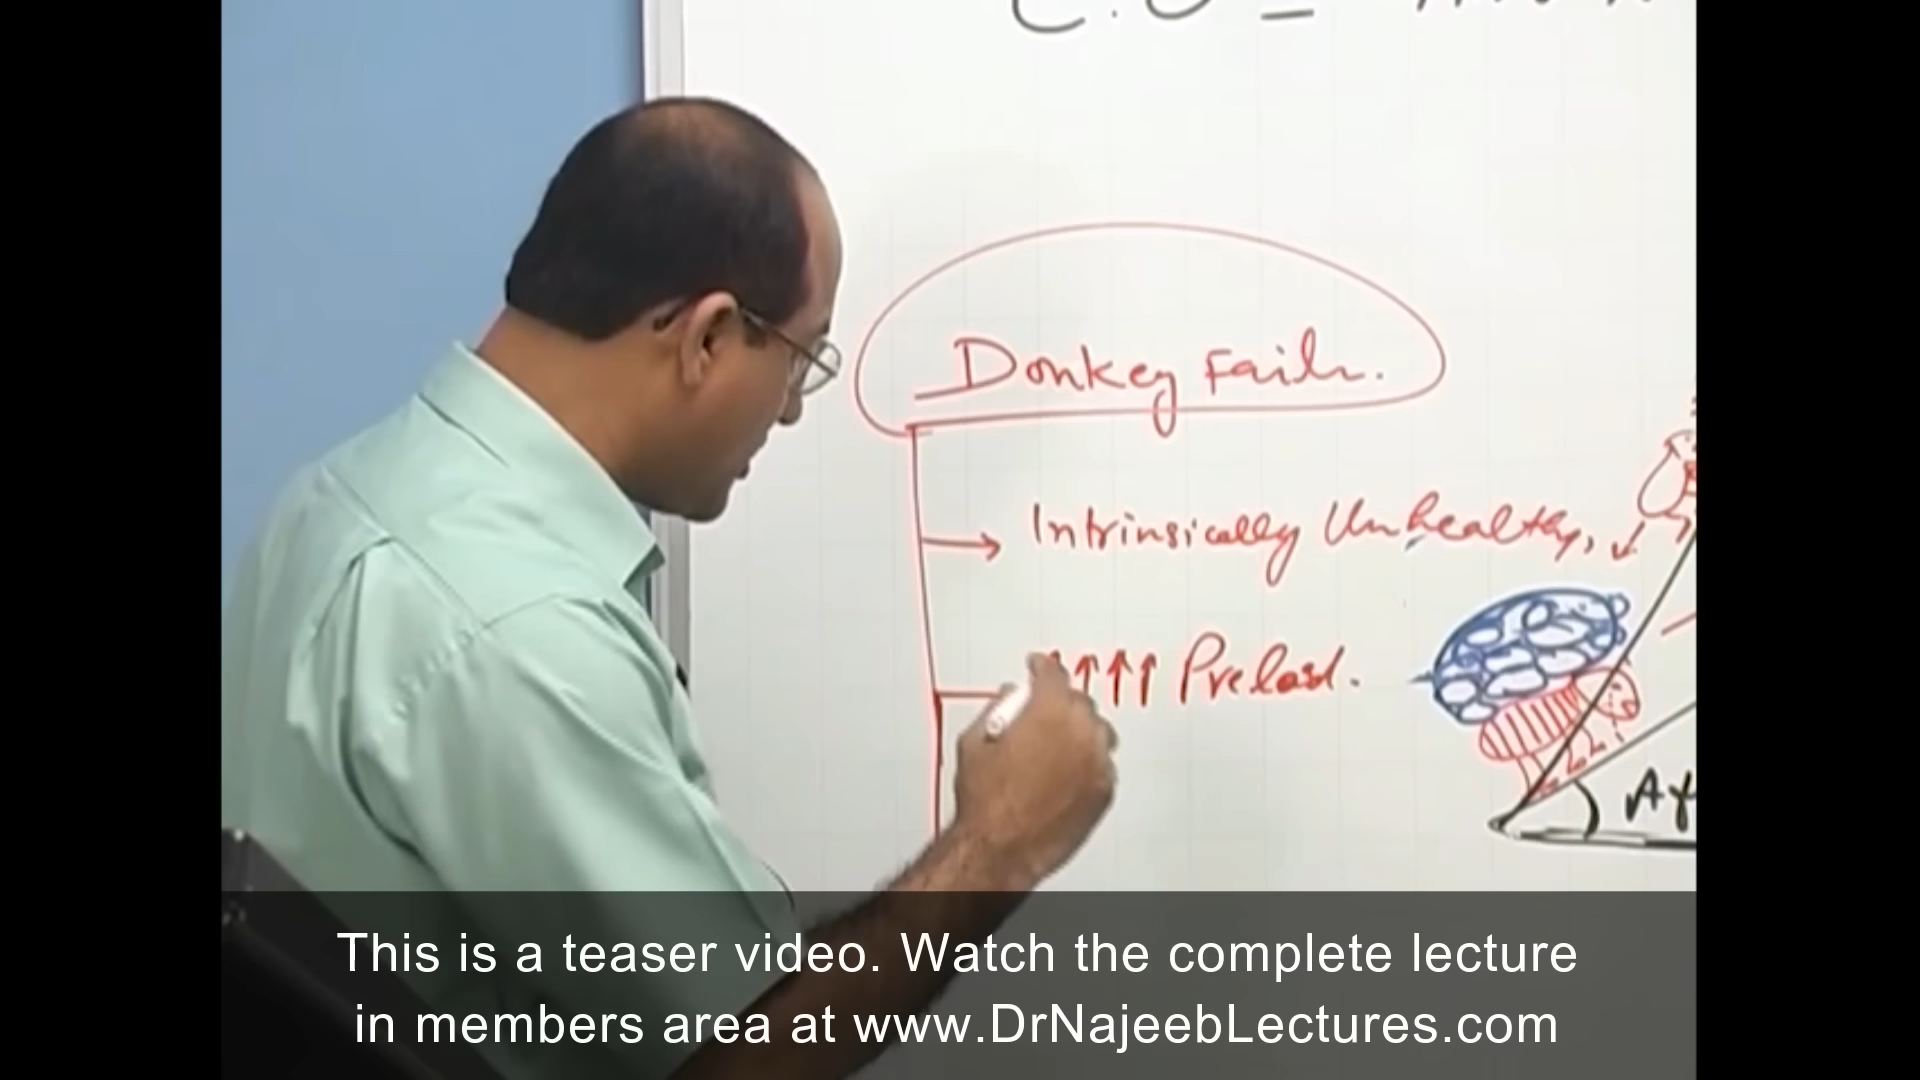 C.O =
Donkey Fails.
Intrinsically Unhealthy,
↑↑↑↑ Preload.
This is a teaser video. Watch the complete lecture
in members area at www.DrNajeebLectures.com